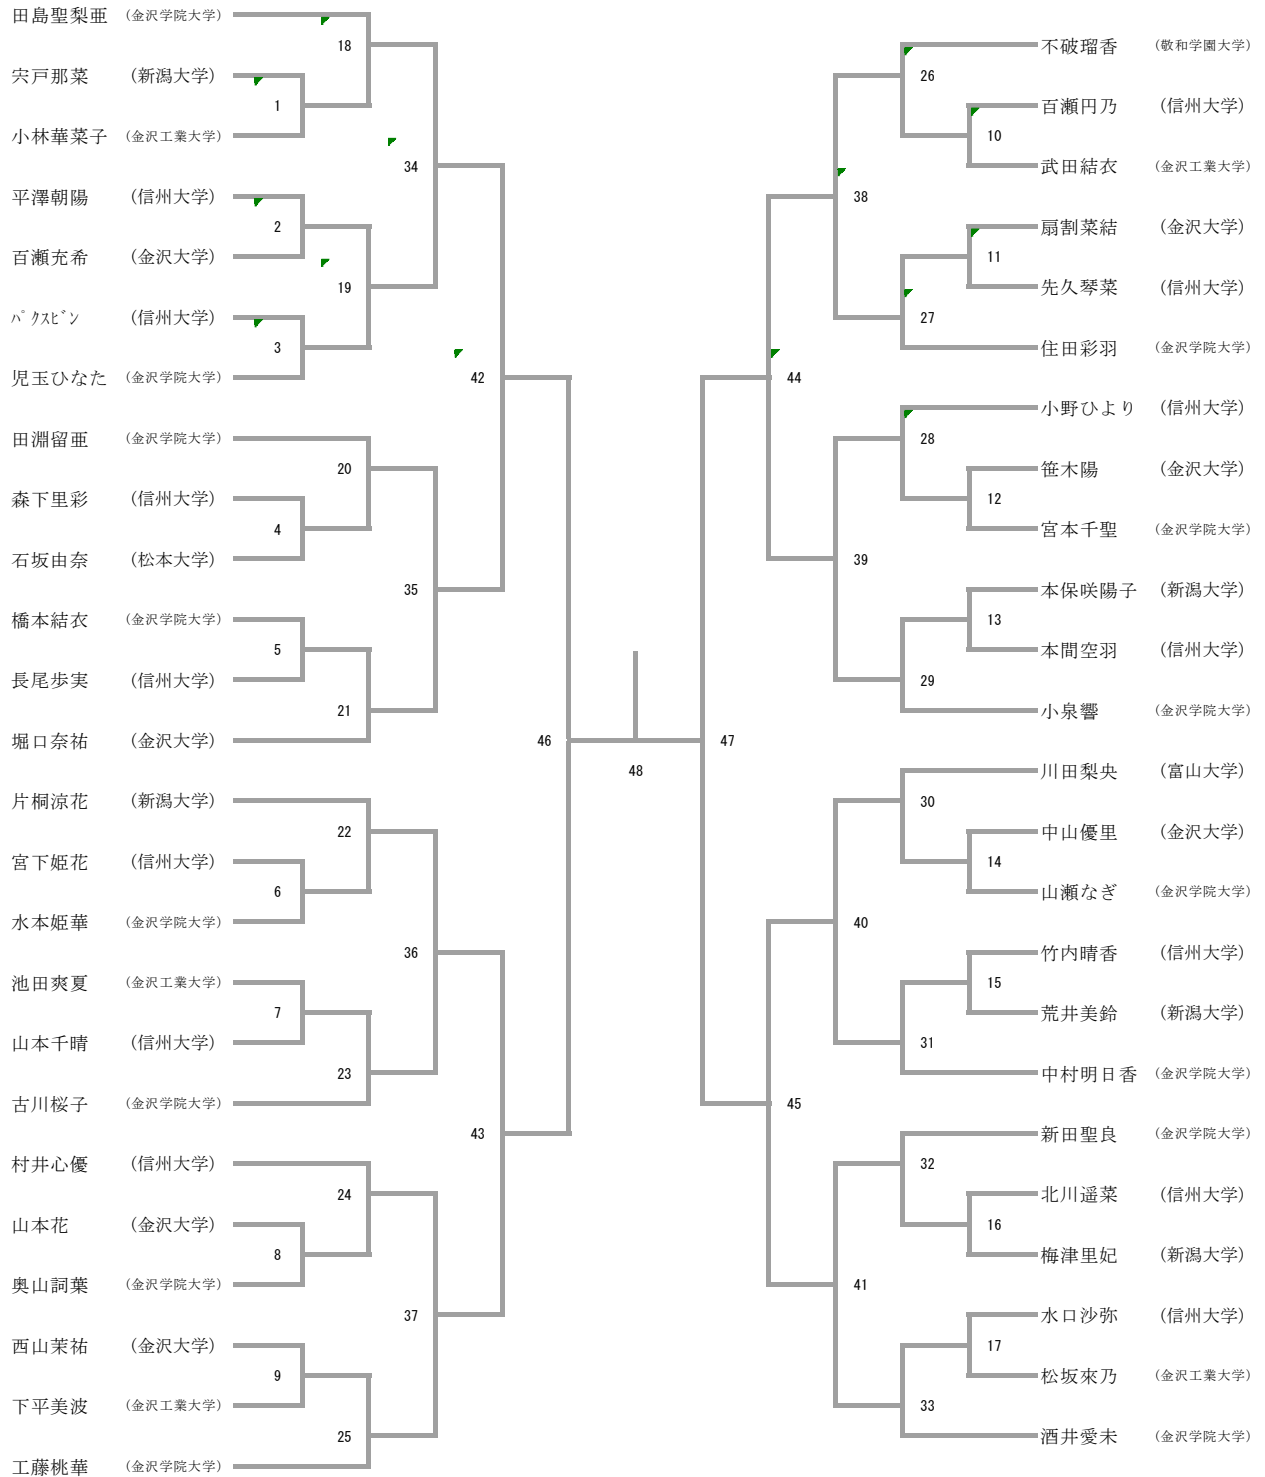 田島聖梨亜 (金沢学院大学)
18
宍戸那菜 (新潟大学)
1
小林華菜子 (金沢工業大学)
34
平澤朝陽 (信州大学)
2
百瀬充希 (金沢大学)
19
ﾊﾟｸｽﾋﾞﾝ (信州大学)
3
児玉ひなた (金沢学院大学)
42
田淵留亜 (金沢学院大学)
20
森下里彩 (信州大学)
4
石坂由奈 (松本大学)
35
橋本結衣 (金沢学院大学)
5
長尾歩実 (信州大学)
21
堀口奈祐 (金沢大学)
46
片桐涼花 (新潟大学)
22
宮下姫花 (信州大学)
6
水本姫華 (金沢学院大学)
36
池田爽夏 (金沢工業大学)
7
山本千晴 (信州大学)
23
古川桜子 (金沢学院大学)
43
村井心優 (信州大学)
24
山本花 (金沢大学)
8
奥山詞葉 (金沢学院大学)
37
西山茉祐 (金沢大学)
9
下平美波 (金沢工業大学)
25
工藤桃華 (金沢学院大学)
48
不破瑠香 (敬和学園大学)
26
百瀬円乃 (信州大学)
10
武田結衣 (金沢工業大学)
38
扇割菜結 (金沢大学)
11
先久琴菜 (信州大学)
27
住田彩羽 (金沢学院大学)
44
小野ひより (信州大学)
28
笹木陽 (金沢大学)
12
宮本千聖 (金沢学院大学)
39
本保咲陽子 (新潟大学)
13
本間空羽 (信州大学)
29
小泉響 (金沢学院大学)
47
川田梨央 (富山大学)
30
中山優里 (金沢大学)
14
山瀬なぎ (金沢学院大学)
40
竹内晴香 (信州大学)
15
荒井美鈴 (新潟大学)
31
中村明日香 (金沢学院大学)
45
新田聖良 (金沢学院大学)
32
北川遥菜 (信州大学)
16
梅津里妃 (新潟大学)
41
水口沙弥 (信州大学)
17
松坂來乃 (金沢工業大学)
33
酒井愛未 (金沢学院大学)